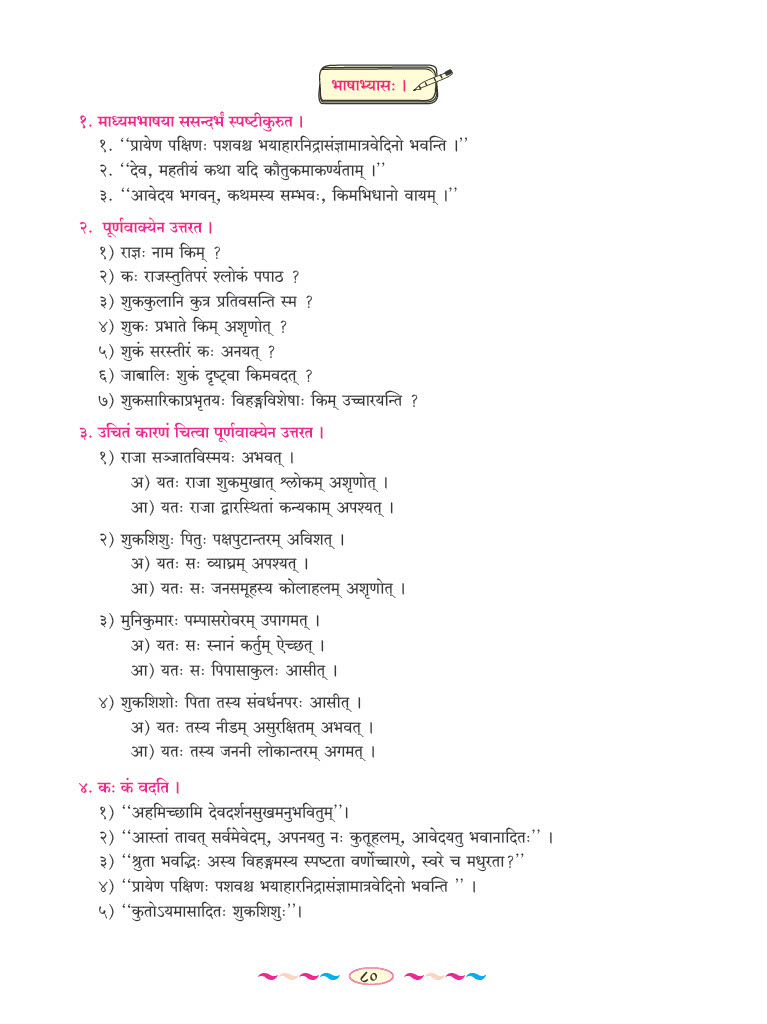 भाषाभ्यासः ।
१. माध्यमभाषया ससन्दर्भं स्पष्टीकुरुत ।
१. ‘‘प्रायेण पक्षिणः पशवश्च भयाहारनिद्रासंज्ञामात्रवेदिनो भवन्ति ।’’
२. ‘‘देव, महतीयं कथा यदि कौतुकमाकर्ण्यताम् ।’’
३. ‘‘आवेदय भगवन्, कथमस्य सम्भवः, किमभिधानो वायम् ।’’
२. पूर्णवाक्येन उत्तरत ।
१) राज्ञः नाम किम् ?
२) कः राजस्तुतिपरं श्लोकं पपाठ ?
३) शुककुलानि कुत्र प्रतिवसन्ति स्म ?
४) शुकः प्रभाते किम् अशृणोत् ?
५) शुकं सरस्तीरं कः अनयत् ?
६) जाबालिः शुकं दृष्ट्वा किमवदत् ?
७) शुकसारिकाप्रभृतयः विहङ्गविशेषाः किम् उच्चारयन्ति ?
३. उचितं कारणं चित्वा पूर्णवाक्येन उत्तरत ।
१) राजा सञ्जातविस्मयः अभवत् ।
अ) यतः राजा शुकमुखात् श्लोकम् अशृणोत् ।
आ) यतः राजा द्वारस्थितां कन्यकाम् अपश्यत् ।
२) शुकशिशुः पितुः पक्षपुटान्तरम् अविशत् ।
अ) यतः सः व्याघ्रम् अपश्यत् ।
आ) यतः सः जनसमूहस्य कोलाहलम् अशृणोत् ।
३) मुनिकुमारः पम्पासरोवरम् उपागमत् ।
अ) यतः सः स्नानं कर्तुम् ऐच्छत् ।
आ) यतः सः पिपासाकुलः आसीत् ।
४) शुकशिशोः पिता तस्य संवर्धनपरः आसीत् ।
अ) यतः तस्य नीडम् असुरक्षितम् अभवत् ।
आ) यतः तस्य जननी लोकान्तरम् अगमत् ।
४. कः कं वदति ।
१) ‘‘अहमिच्छामि देवदर्शनसुखमनुभवितुम्’’।
२) ‘‘आस्तां तावत् सर्वमेवेदम्, अपनयतु नः कुतूहलम्, आवेदयतु भवानादितः’’ ।
३) ‘‘श्रुता भवद्भिः अस्य विहङ्गमस्य स्पष्टता वर्णोच्चारणे, स्वरे च मधुरता?’’
४) ‘‘प्रायेण पक्षिणः पशवश्च भयाहारनिद्रासंज्ञामात्रवेदिनो भवन्ति ’’ ।
५) ‘‘कुतोऽयमासादितः शुकशिशुः’’।
८०